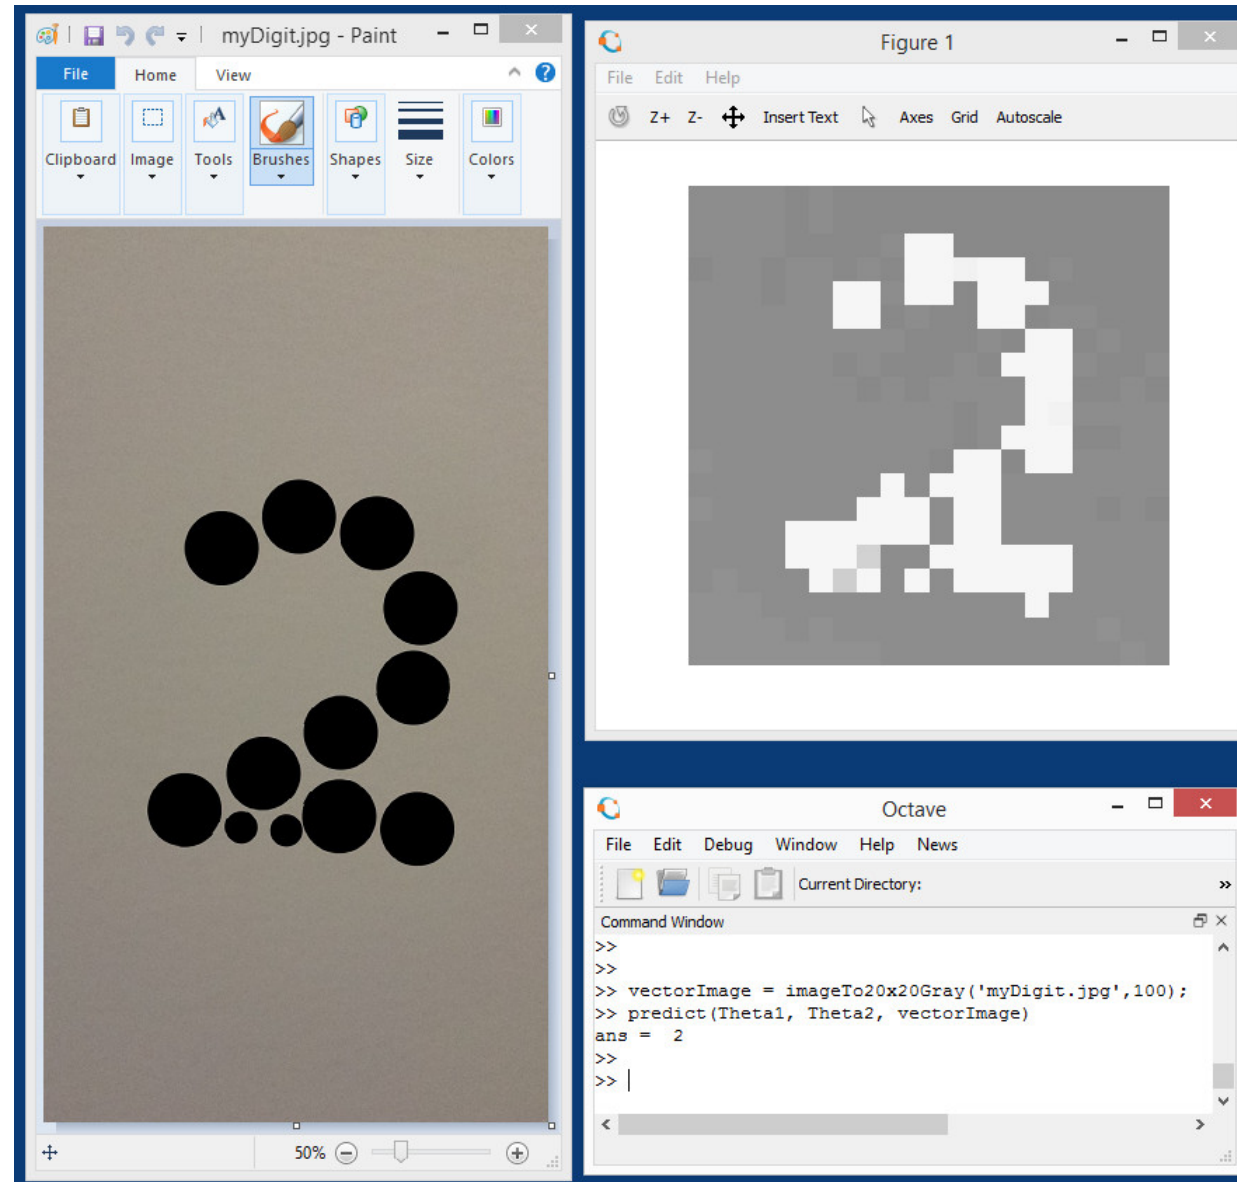 myDigit.jpg - Paint
File Home View
Clipboard Image Tools Brushes Shapes Size Colors
50%
Figure 1
File Edit Help
Z+ Z- Insert Text Axes Grid Autoscale
Octave
File Edit Debug Window Help News
Current Directory:
Command Window
>>
>>
>> vectorImage = imageTo20x20Gray('myDigit.jpg',100);
>> predict(Theta1, Theta2, vectorImage)
ans = 2
>>
>>